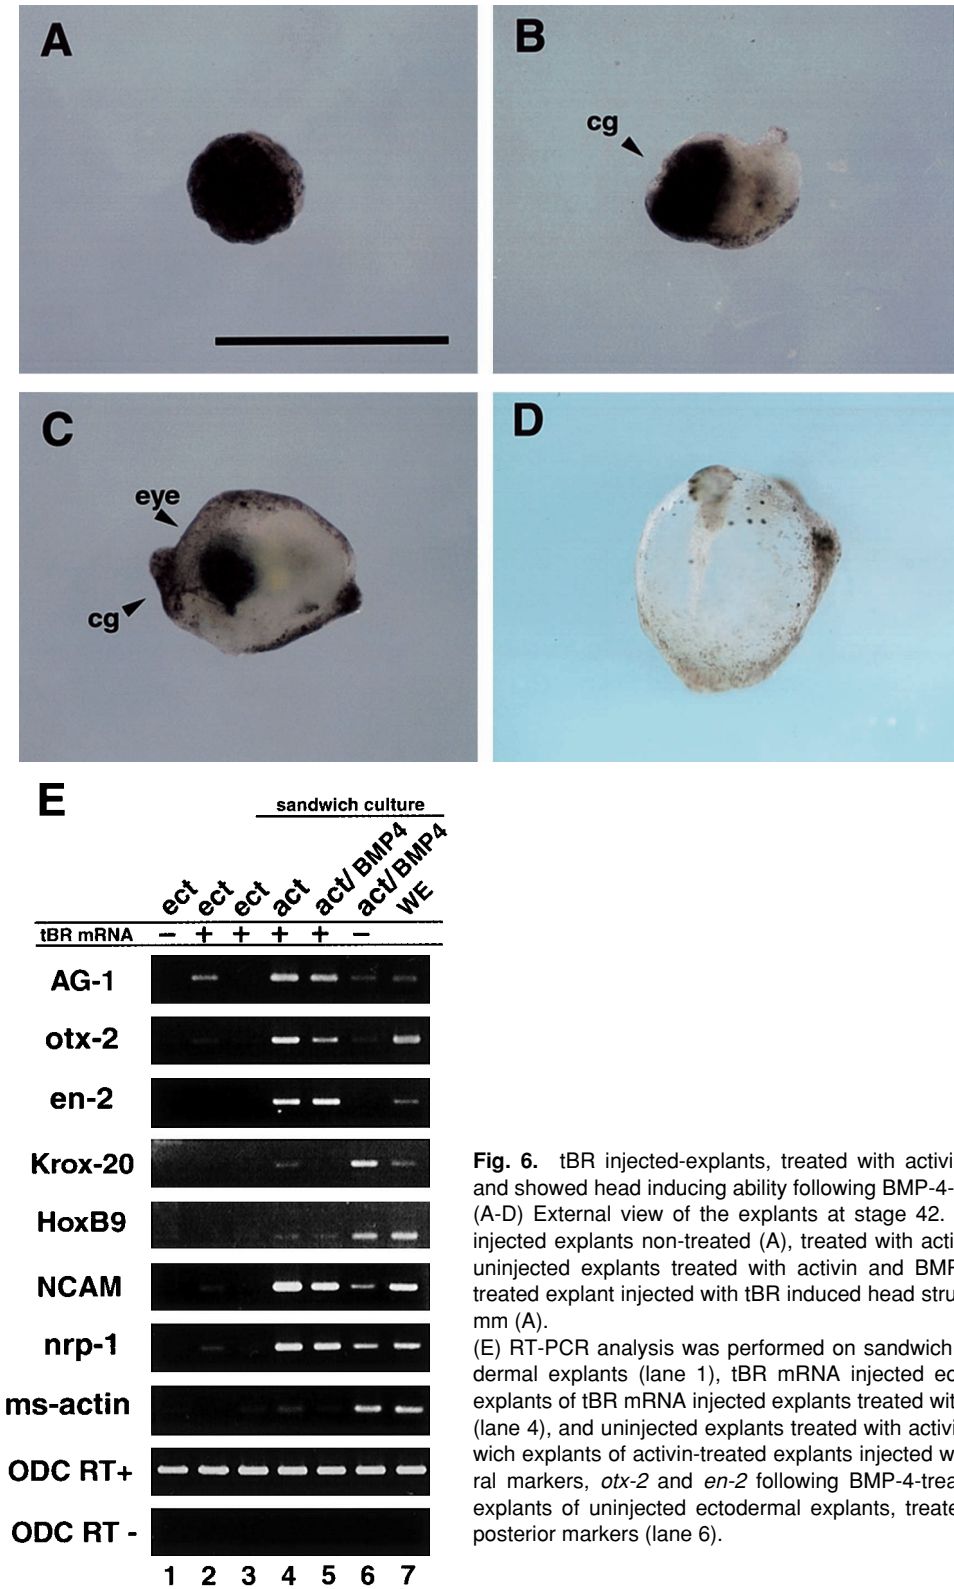 A
B
cg
C
eye
cg
D
E
sandwich culture
ect ect ect act act/ BMP4 act/ BMP4 WE
tBR mRNA − + + + + −
AG-1
otx-2
en-2
Krox-20
HoxB9
NCAM
nrp-1
ms-actin
ODC RT+
ODC RT -
1 2 3 4 5 6 7
Fig. 6. tBR injected-explants, treated with activi
and showed head inducing ability following BMP-4-
(A-D) External view of the explants at stage 42.
injected explants non-treated (A), treated with acti
uninjected explants treated with activin and BMP
treated explant injected with tBR induced head stru
mm (A).
(E) RT-PCR analysis was performed on sandwich
dermal explants (lane 1), tBR mRNA injected ec
explants of tBR mRNA injected explants treated wit
(lane 4), and uninjected explants treated with activi
wich explants of activin-treated explants injected w
ral markers, otx-2 and en-2 following BMP-4-trea
explants of uninjected ectodermal explants, treate
posterior markers (lane 6).